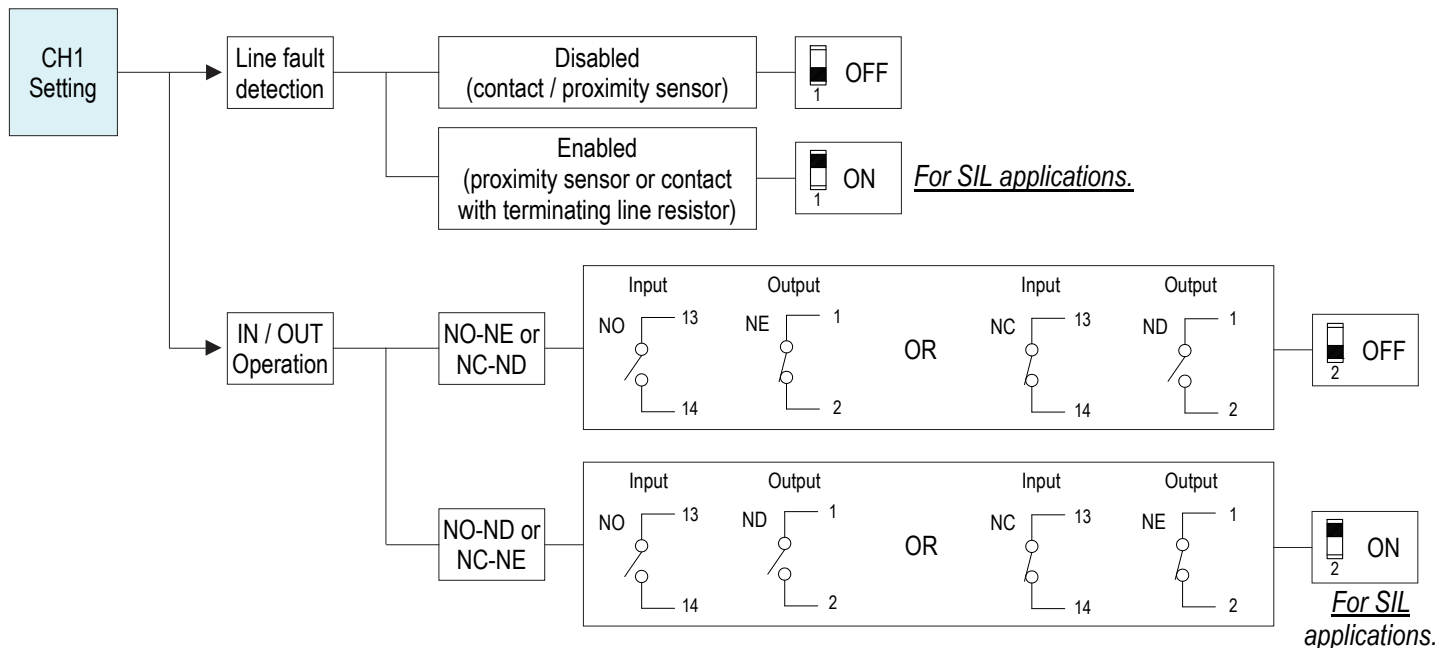 CH1
Setting
Line fault
detection
Disabled
(contact / proximity sensor)
1
OFF
Enabled
(proximity sensor or contact
with terminating line resistor)
1
ON
For SIL applications.
IN / OUT
Operation
NO-NE or
NC-ND
Input
Output
Input
Output
NO
13
14
NE
1
2
OR
NC
13
14
ND
1
2
2
OFF
NO-ND or
NC-NE
Input
Output
Input
Output
NO
13
14
ND
1
2
OR
NC
13
14
NE
1
2
2
ON
For SIL
applications.